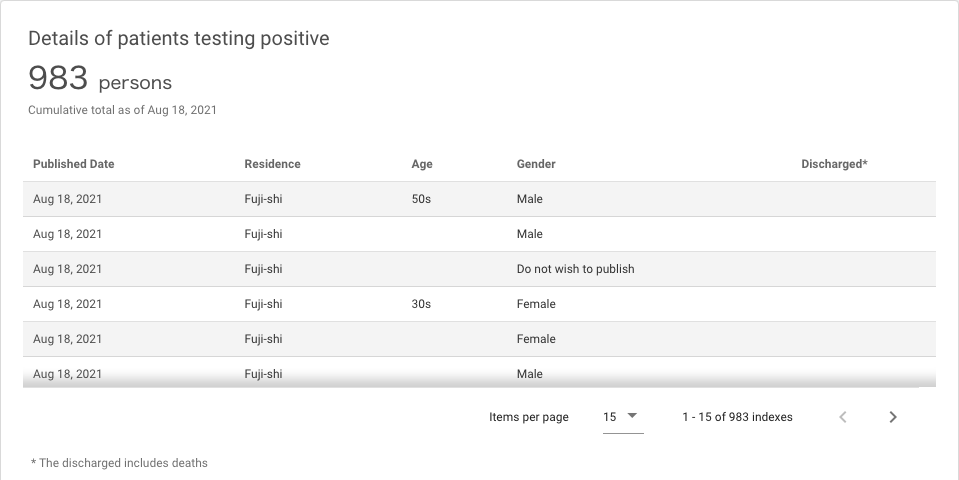 Details of patients testing positive
983 persons
Cumulative total as of Aug 18, 2021
Published Date Residence Age Gender Discharged*
Aug 18, 2021 Fuji-shi 50s Male
Aug 18, 2021 Fuji-shi Male
Aug 18, 2021 Fuji-shi Do not wish to publish
Aug 18, 2021 Fuji-shi 30s Female
Aug 18, 2021 Fuji-shi Female
Aug 18, 2021 Fuji-shi Male
Items per page 15 1 - 15 of 983 indexes
* The discharged includes deaths